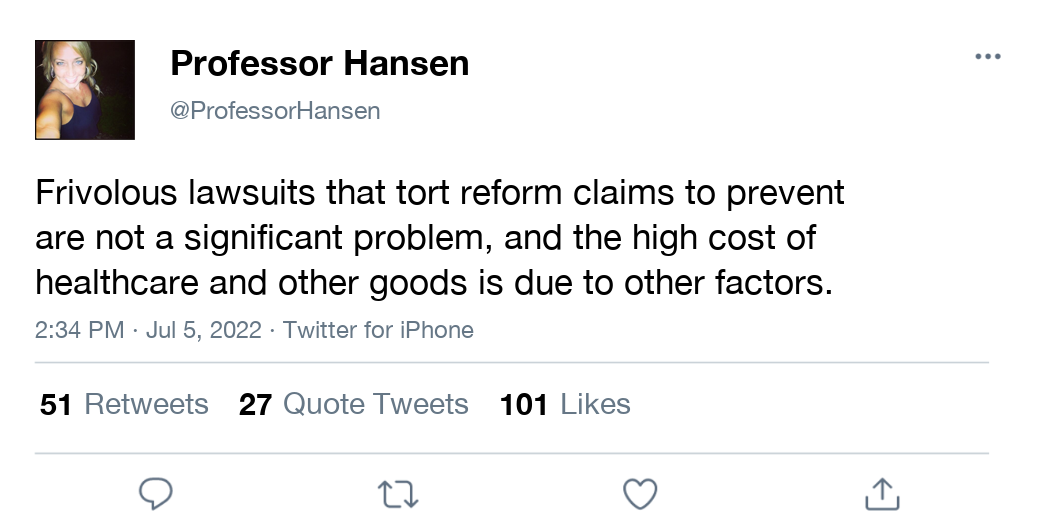 Professor Hansen
@ProfessorHansen
Frivolous lawsuits that tort reform claims to prevent
are not a significant problem, and the high cost of
healthcare and other goods is due to other factors.
2:34 PM · Jul 5, 2022 · Twitter for iPhone
51 Retweets 27 Quote Tweets 101 Likes